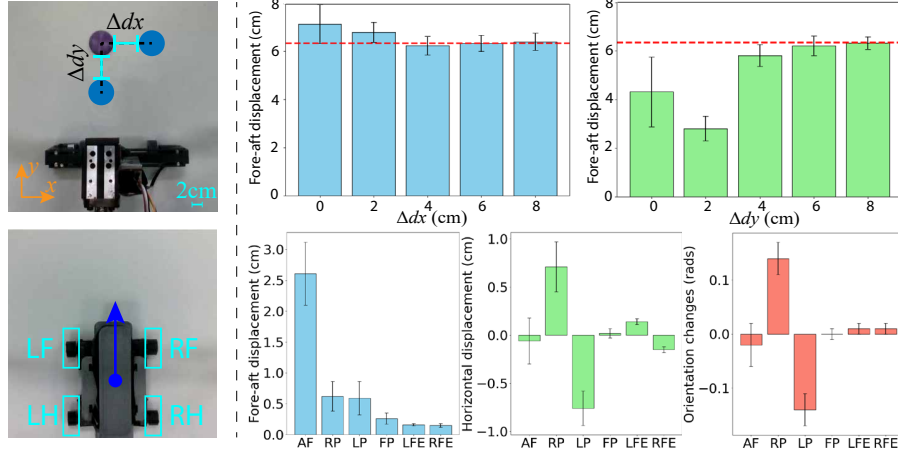 Δdx
Δdy
y
x
2cm
Fore-aft displacement (cm)
8
6
4
2
0
0 2 4 6 8
Δdx (cm)
Fore-aft displacement (cm)
8
6
4
2
0
0 2 4 6 8
Δdy (cm)
LF
RF
LH
RH
Fore-aft displacement (cm)
3.0
2.5
2.0
1.5
1.0
0.5
0.0
AF RP LP FP LFE RFE
Horizontal displacement (cm)
1.0
0.5
0.0
−0.5
−1.0
AF RP LP FP LFE RFE
Orientation changes (rads)
0.1
0.0
−0.1
AF RP LP FP LFE RFE